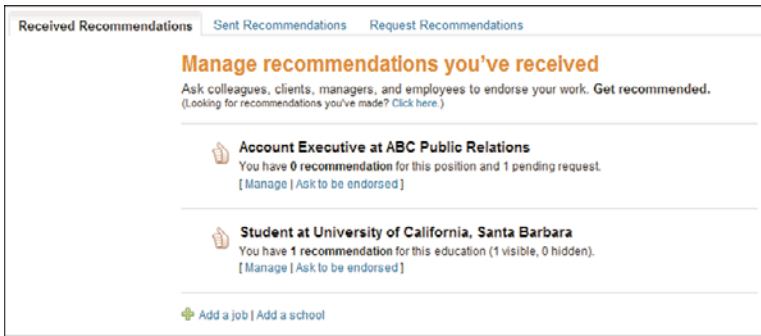 Received Recommendations Sent Recommendations Request Recommendations
Manage recommendations you've received
Ask colleagues, clients, managers, and employees to endorse your work. Get recommended.
(Looking for recommendations you've made? Click here.)
Account Executive at ABC Public Relations
You have 0 recommendation for this position and 1 pending request.
[ Manage | Ask to be endorsed ]
Student at University of California, Santa Barbara
You have 1 recommendation for this education (1 visible, 0 hidden).
[ Manage | Ask to be endorsed ]
Add a job | Add a school